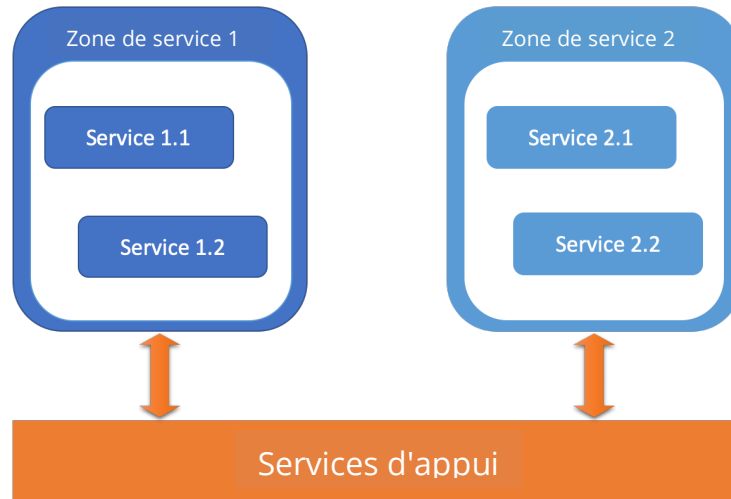 Zone de service 1
Service 1.1
Service 1.2
Zone de service 2
Service 2.1
Service 2.2
Services d'appui